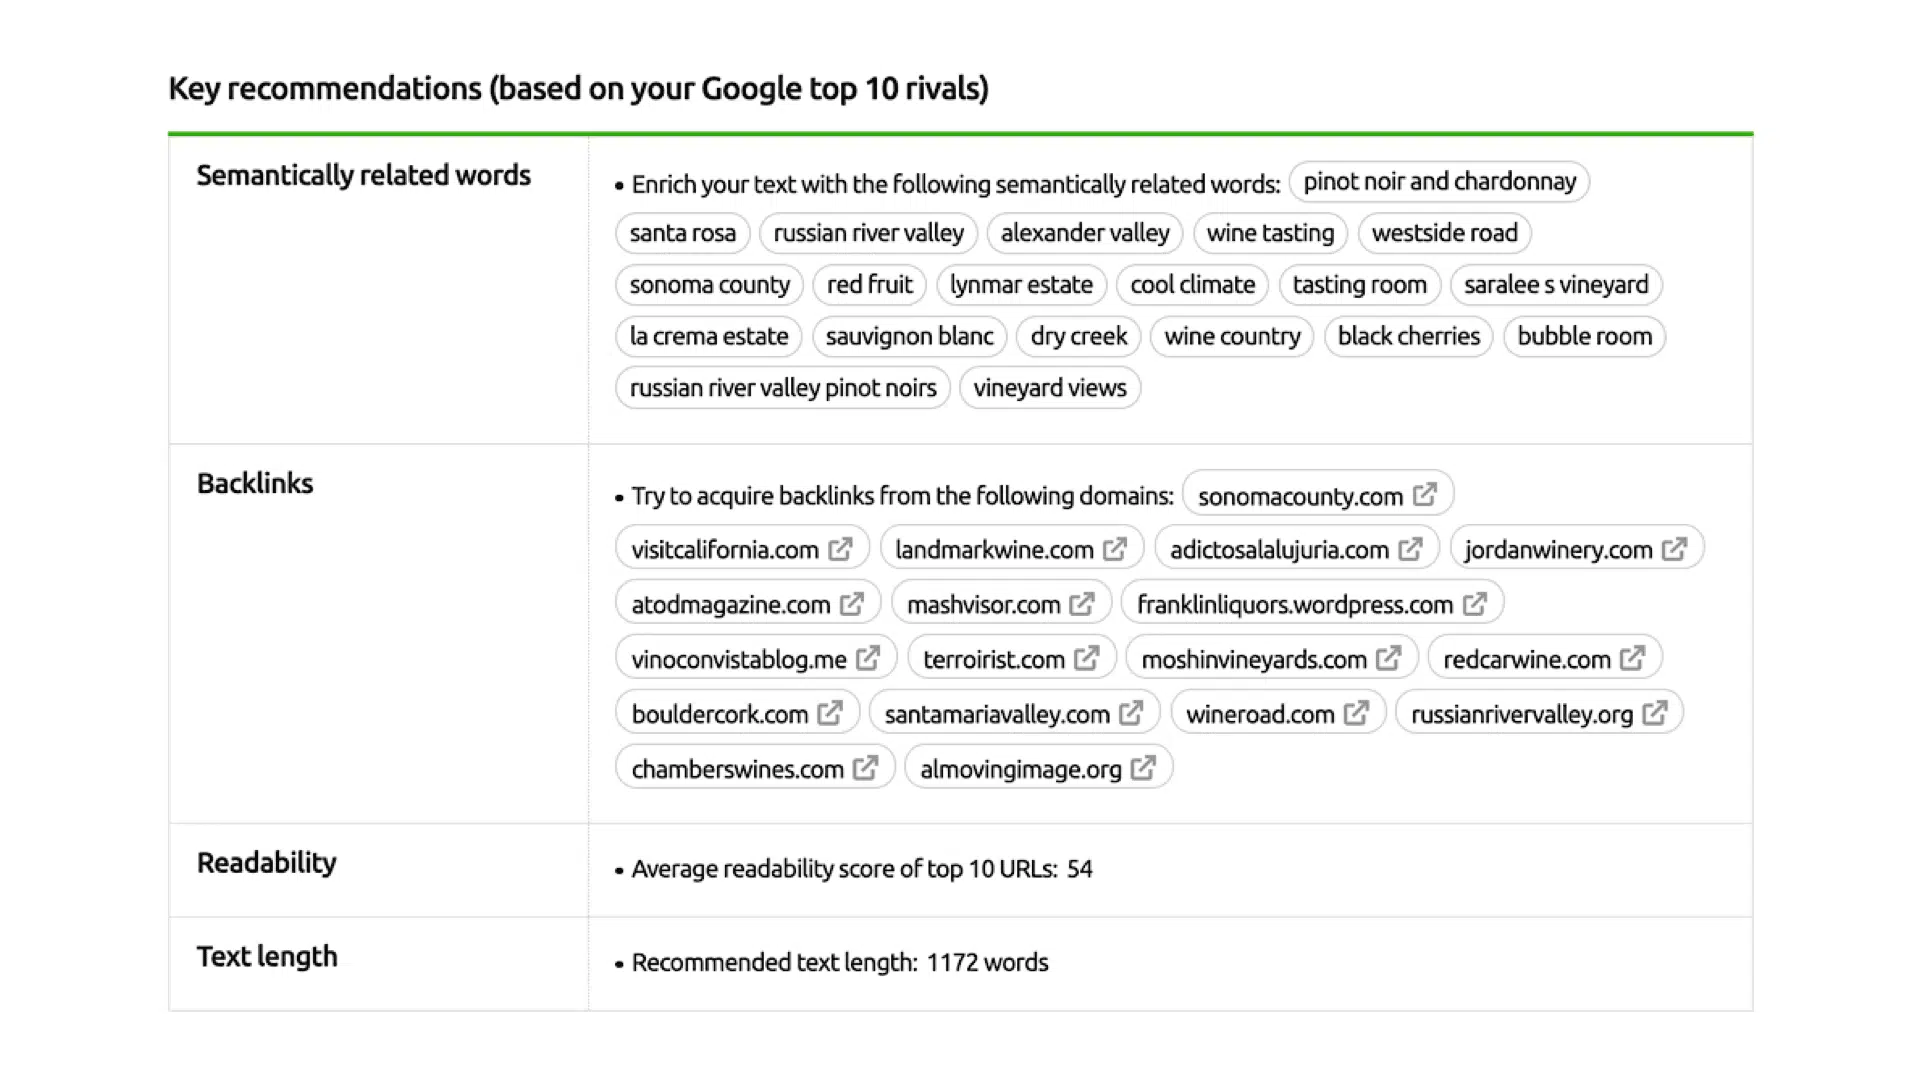 Key recommendations (based on your Google top 10 rivals)
Semantically related words
• Enrich your text with the following semantically related words: pinot noir and chardonnay
santa rosa russian river valley alexander valley wine tasting westside road
sonoma county red fruit lynmar estate cool climate tasting room saralee s vineyard
la crema estate sauvignon blanc dry creek wine country black cherries bubble room
russian river valley pinot noirs vineyard views
Backlinks
• Try to acquire backlinks from the following domains: sonomacounty.com
visitcalifornia.com landmarkwine.com adictosalalujuria.com jordanwinery.com
atodmagazine.com mashvisor.com franklinliquors.wordpress.com
vinoconvistablog.me terroirist.com moshinvineyards.com redcarwine.com
bouldercork.com santamariavalley.com wineroad.com russianrivervalley.org
chamberswines.com almovingimage.org
Readability
• Average readability score of top 10 URLs: 54
Text length
• Recommended text length: 1172 words